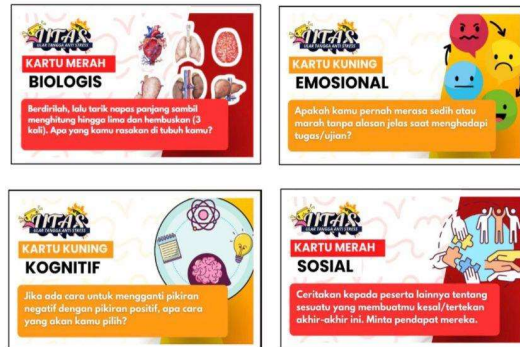 UTAS
ULAR TANGGA ANTI STRESS
KARTU MERAH
BIOLOGIS
Berdirilah, lalu tarik napas panjang sambil
menghitung hingga lima dan hembuskan (3
kali). Apa yang kamu rasakan di tubuh kamu?
UTAS
ULAR TANGGA ANTI STRESS
KARTU KUNING
EMOSIONAL
Apakah kamu pernah merasa sedih atau
marah tanpa alasan jelas saat menghadapi
tugas/ujian?
UTAS
ULAR TANGGA ANTI STRESS
KARTU KUNING
KOGNITIF
Jika ada cara untuk mengganti pikiran
negatif dengan pikiran positif, apa cara
yang akan kamu pilih?
UTAS
ULAR TANGGA ANTI STRESS
KARTU MERAH
SOSIAL
Ceritakan kepada peserta lainnya tentang
sesuatu yang membuatmu kesal/tertekan
akhir-akhir ini. Minta pendapat mereka.